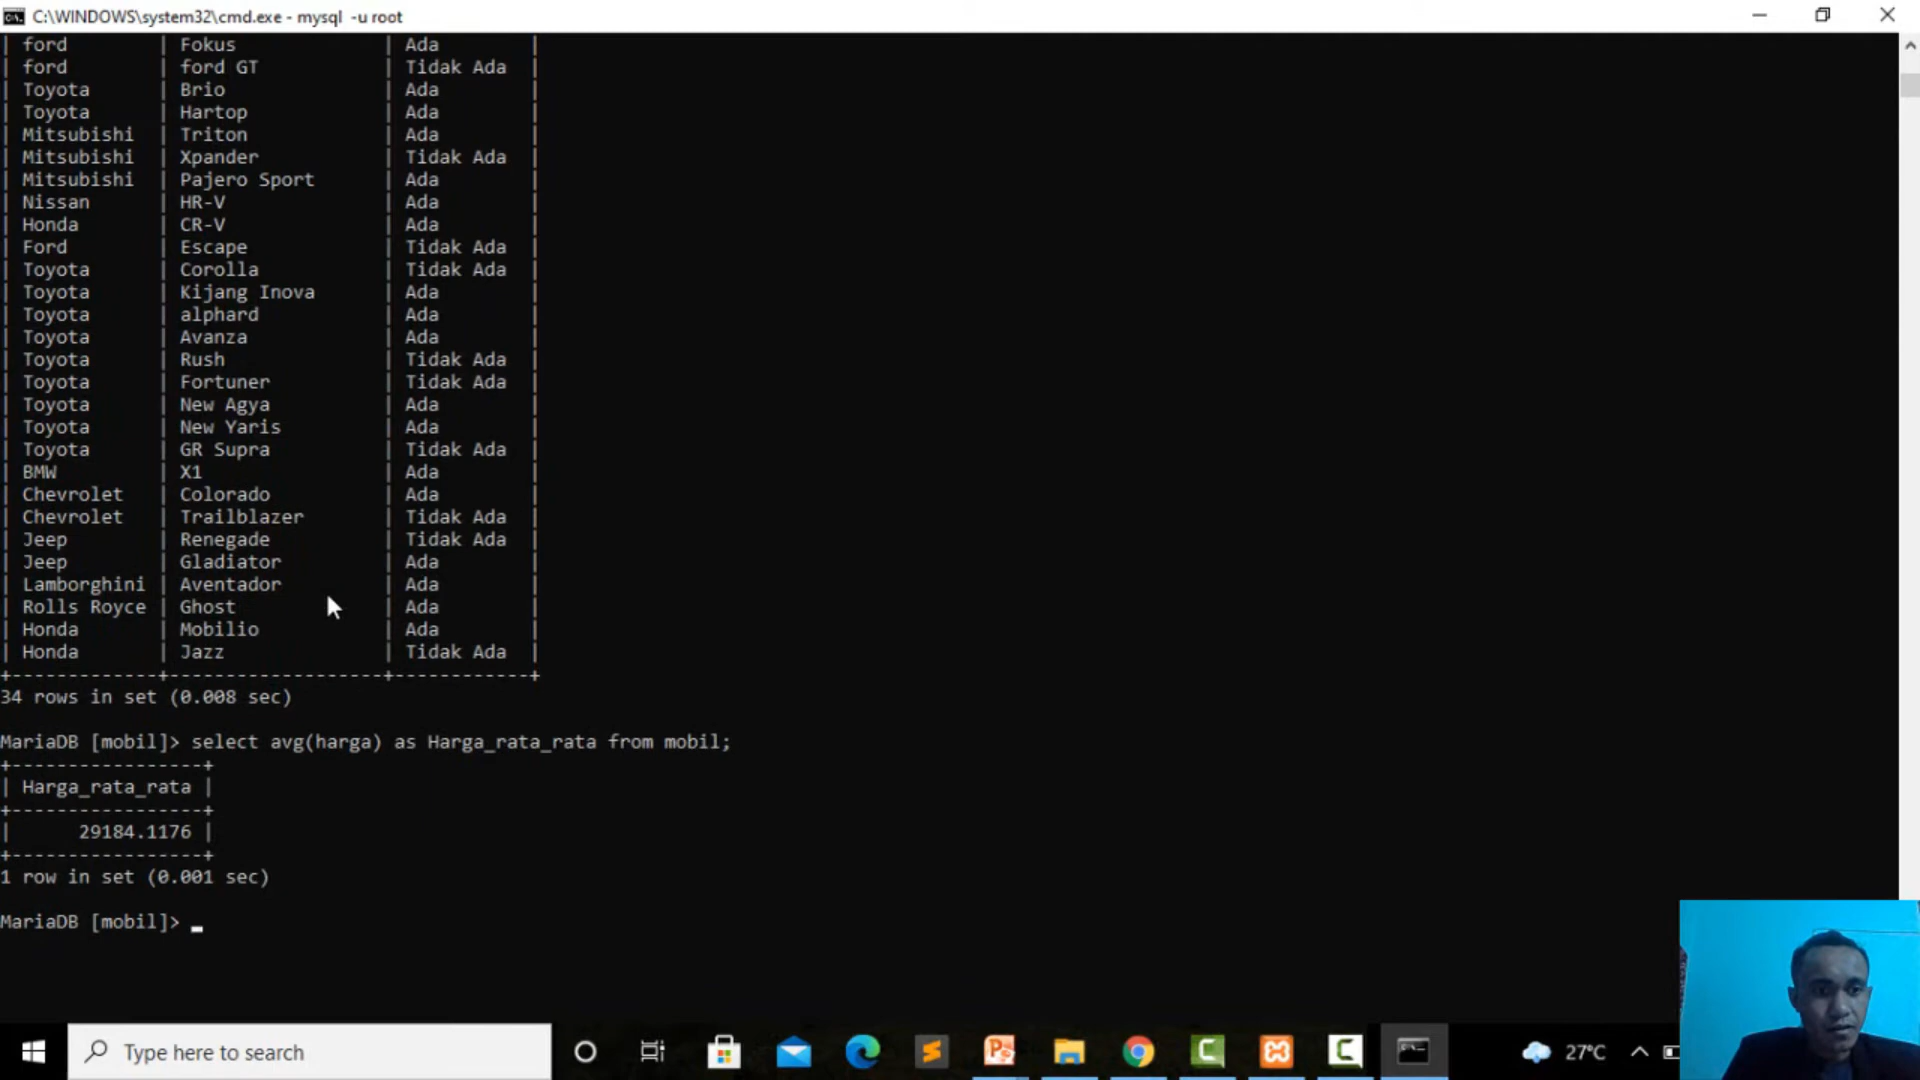 C:\WINDOWS\system32\cmd.exe - mysql -u root
| ford | Fokus | Ada |
| ford | ford GT | Tidak Ada |
| Toyota | Brio | Ada |
| Toyota | Hartop | Ada |
| Mitsubishi | Triton | Ada |
| Mitsubishi | Xpander | Tidak Ada |
| Mitsubishi | Pajero Sport | Ada |
| Nissan | HR-V | Ada |
| Honda | CR-V | Ada |
| Ford | Escape | Tidak Ada |
| Toyota | Corolla | Tidak Ada |
| Toyota | Kijang Inova | Ada |
| Toyota | alphard | Ada |
| Toyota | Avanza | Ada |
| Toyota | Rush | Tidak Ada |
| Toyota | Fortuner | Tidak Ada |
| Toyota | New Agya | Ada |
| Toyota | New Yaris | Ada |
| Toyota | GR Supra | Tidak Ada |
| BMW | X1 | Ada |
| Chevrolet | Colorado | Ada |
| Chevrolet | Trailblazer | Tidak Ada |
| Jeep | Renegade | Tidak Ada |
| Jeep | Gladiator | Ada |
| Lamborghini | Aventador | Ada |
| Rolls Royce | Ghost | Ada |
| Honda | Mobilio | Ada |
| Honda | Jazz | Tidak Ada |
34 rows in set (0.008 sec)
MariaDB [mobil]> select avg(harga) as Harga_rata_rata from mobil;
| Harga_rata_rata |
| 29184.1176 |
1 row in set (0.001 sec)
MariaDB [mobil]> _
Type here to search
27°C